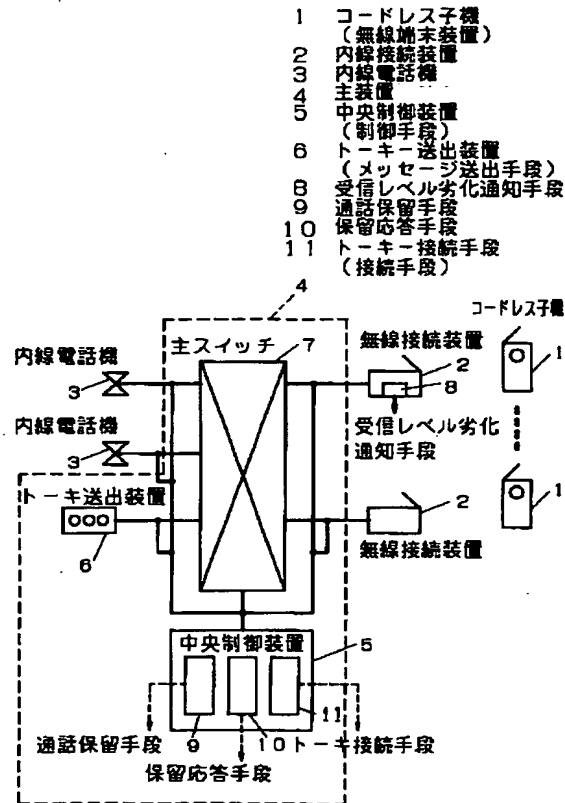 1 コードレス子機
(無線端末装置)
2 内線接続装置
3 内線電話機
4 主装置
5 中央制御装置
(制御手段)
6 トーキー送出装置
(メッセージ送出手段)
8 受信レベル劣化通知手段
9 通話保留手段
10 保留応答手段
11 トーキー接続手段
(接続手段)
4
コードレス子機
主スイッチ 7
無線接続装置
内線電話機
2
1
3
8
内線電話機
受信レベル劣化
通知手段
3
トーキ送出装置
2
1
6
無線接続装置
中央制御装置 5
11
通話保留手段 9 10 トーキ接続手段
保留応答手段